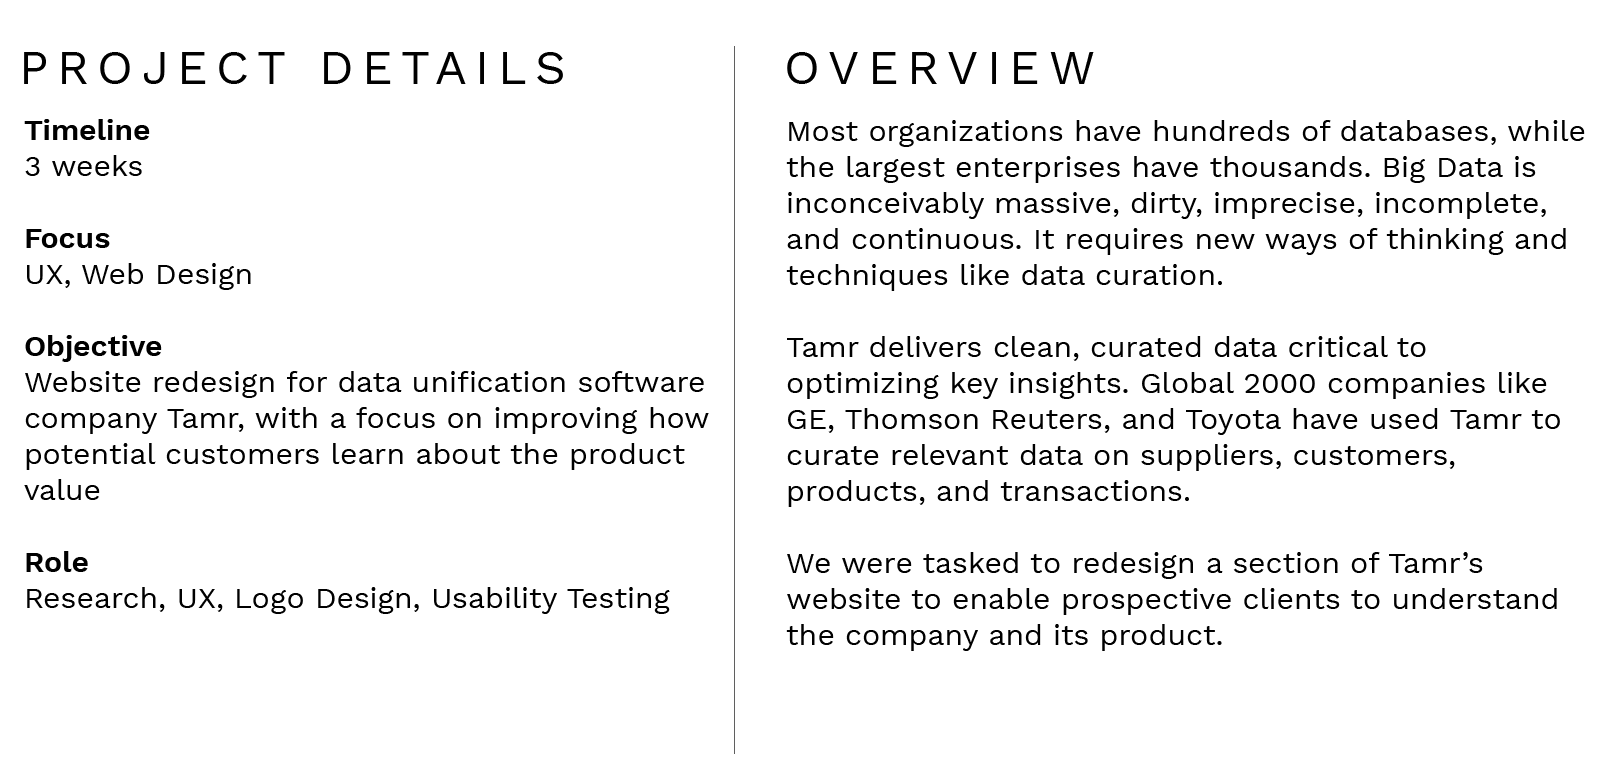 PROJECT DETAILS
Timeline
3 weeks
Focus
UX, Web Design
Objective
Website redesign for data unification software
company Tamr, with a focus on improving how
potential customers learn about the product
value
Role
Research, UX, Logo Design, Usability Testing
OVERVIEW
Most organizations have hundreds of databases, while
the largest enterprises have thousands. Big Data is
inconceivably massive, dirty, imprecise, incomplete,
and continuous. It requires new ways of thinking and
techniques like data curation.
Tamr delivers clean, curated data critical to
optimizing key insights. Global 2000 companies like
GE, Thomson Reuters, and Toyota have used Tamr to
curate relevant data on suppliers, customers,
products, and transactions.
We were tasked to redesign a section of Tamr’s
website to enable prospective clients to understand
the company and its product.